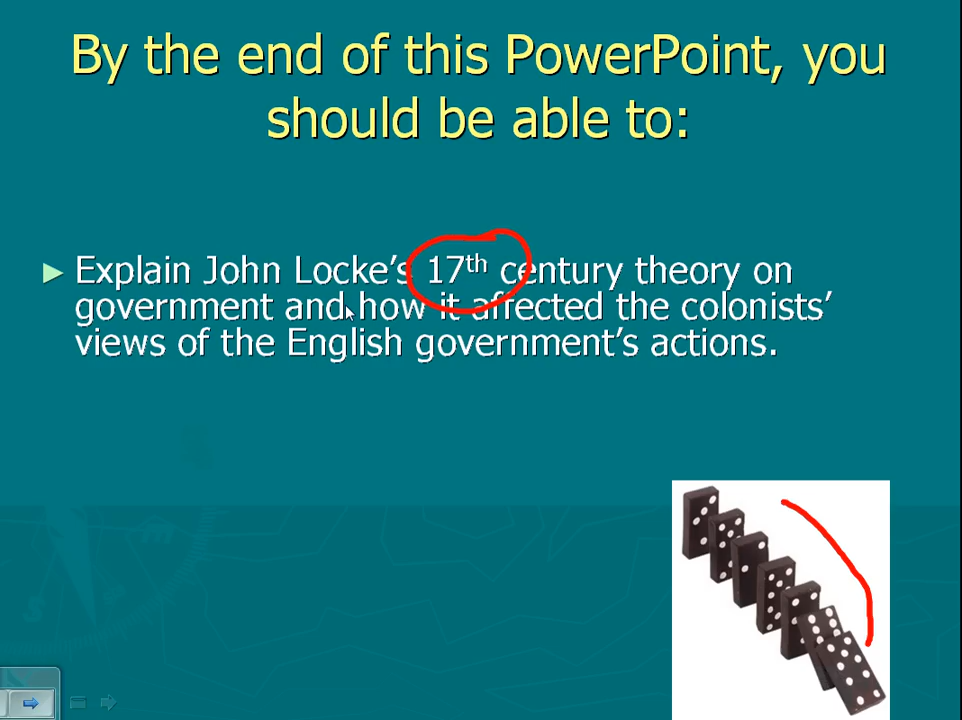 By the end of this PowerPoint, you
should be able to:
► Explain John Locke's 17th century theory on
government and how it affected the colonists'
views of the English government's actions.